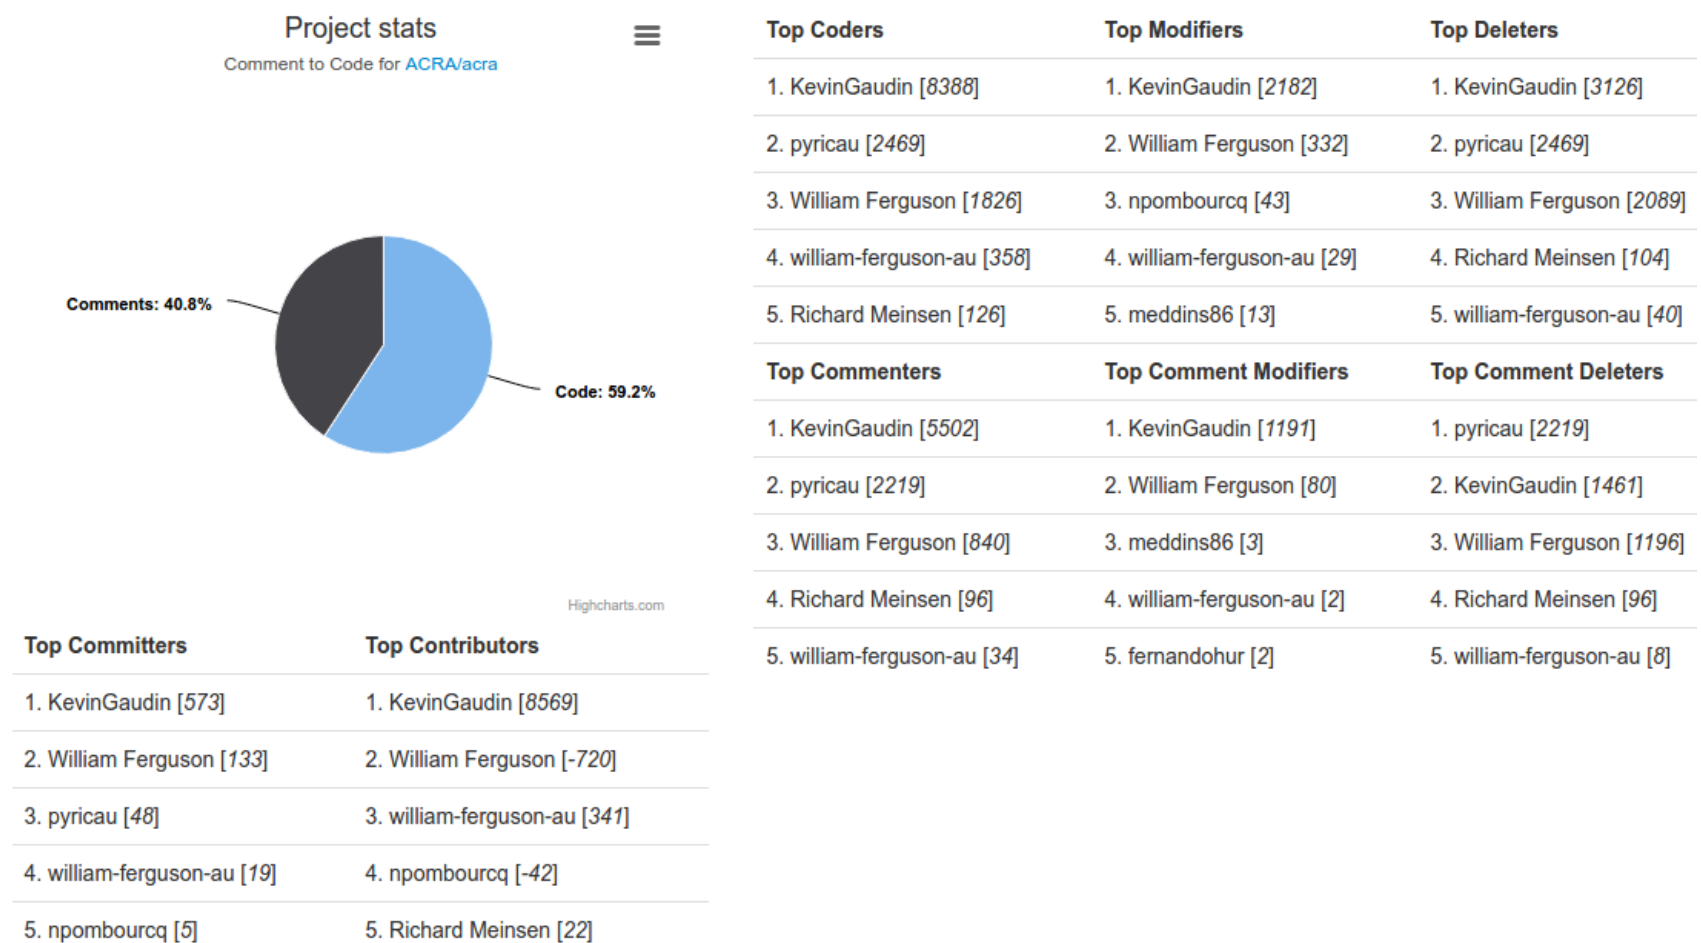 Project stats
Comment to Code for ACRA/acra
Comments: 40.8%
Code: 59.2%
Highcharts.com
Top Committers Top Contributors
1. KevinGaudin [573] 1. KevinGaudin [8569]
2. William Ferguson [133] 2. William Ferguson [-720]
3. pyricau [48] 3. william-ferguson-au [341]
4. william-ferguson-au [19] 4. npombourcq [-42]
5. npombourcq [5] 5. Richard Meinsen [22]
Top Coders Top Modifiers Top Deleters
1. KevinGaudin [8388] 1. KevinGaudin [2182] 1. KevinGaudin [3126]
2. pyricau [2469] 2. William Ferguson [332] 2. pyricau [2469]
3. William Ferguson [1826] 3. npombourcq [43] 3. William Ferguson [2089]
4. william-ferguson-au [358] 4. william-ferguson-au [29] 4. Richard Meinsen [104]
5. Richard Meinsen [126] 5. meddins86 [13] 5. william-ferguson-au [40]
Top Commenters Top Comment Modifiers Top Comment Deleters
1. KevinGaudin [5502] 1. KevinGaudin [1191] 1. pyricau [2219]
2. pyricau [2219] 2. William Ferguson [80] 2. KevinGaudin [1461]
3. William Ferguson [840] 3. meddins86 [3] 3. William Ferguson [1196]
4. Richard Meinsen [96] 4. william-ferguson-au [2] 4. Richard Meinsen [96]
5. william-ferguson-au [34] 5. fernandohur [2] 5. william-ferguson-au [8]